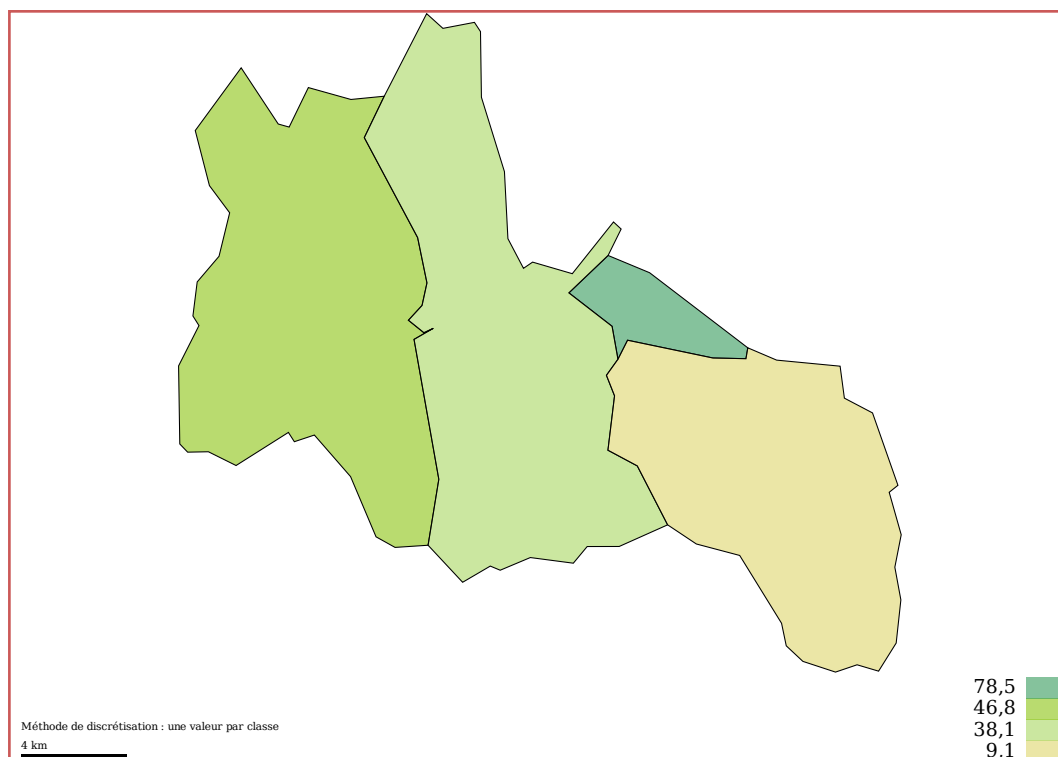 78,5
46,8
38,1
9,1
Méthode de discrétisation : une valeur par classe
4 km